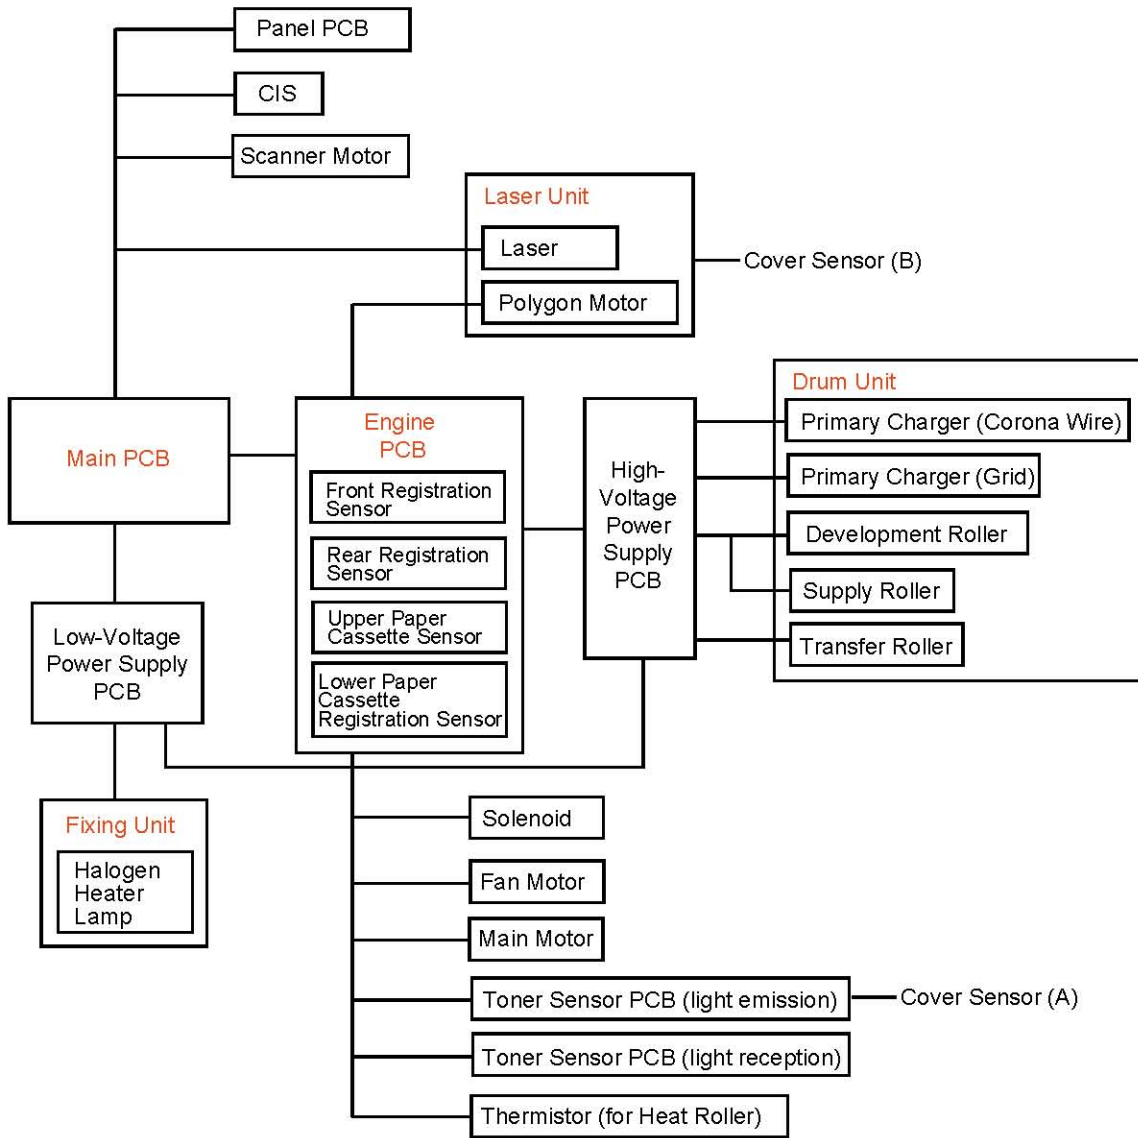 Panel PCB
CIS
Scanner Motor
Laser Unit
Laser
Polygon Motor
Cover Sensor (B)
Main PCB
Engine
PCB
Front Registration
Sensor
Rear Registration
Sensor
Upper Paper
Cassette Sensor
Lower Paper
Cassette
Registration Sensor
High-
Voltage
Power
Supply
PCB
Drum Unit
Primary Charger (Corona Wire)
Primary Charger (Grid)
Development Roller
Supply Roller
Transfer Roller
Low-Voltage
Power Supply
PCB
Fixing Unit
Halogen
Heater
Lamp
Solenoid
Fan Motor
Main Motor
Toner Sensor PCB (light emission)
Cover Sensor (A)
Toner Sensor PCB (light reception)
Thermistor (for Heat Roller)